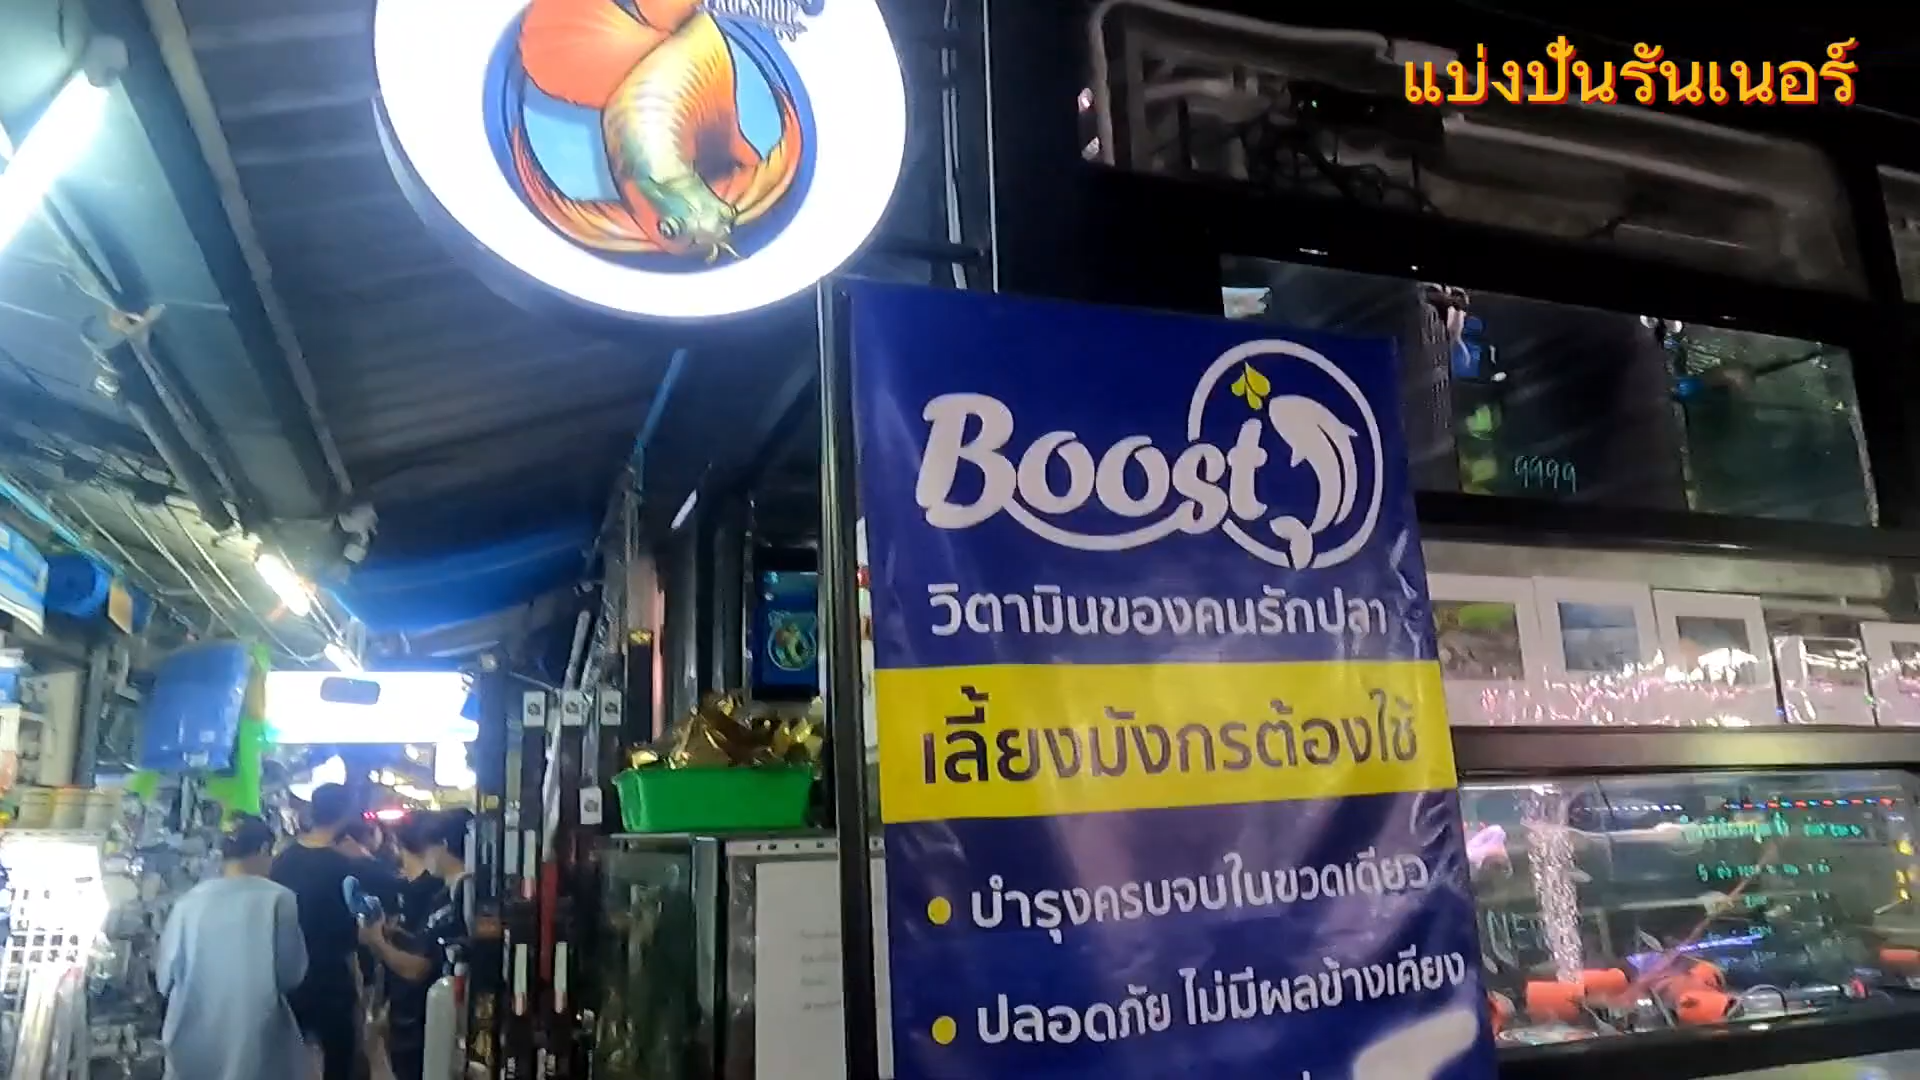 แบ่งปันรันเนอร์
Boost
วิตามินของคนรักปลา
เลี้ยงมังกรต้องใช้
• บำรุงครบจบในขวดเดียว
• ปลอดภัย ไม่มีผลข้างเคียง
9999